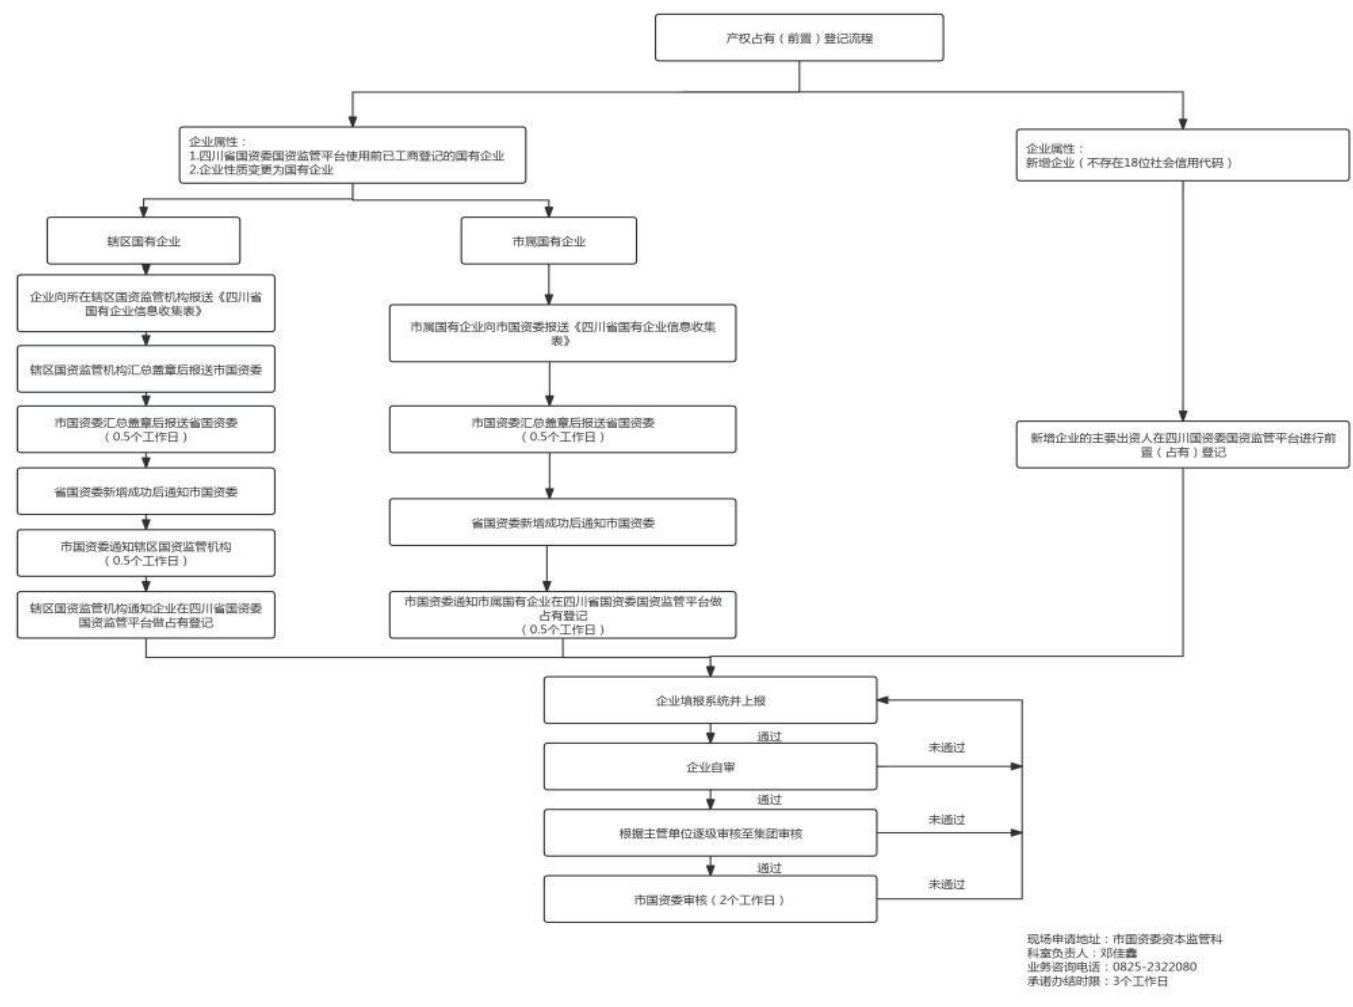 产权占有（前置）登记流程
企业属性：
1.四川省国资委国资监管平台使用前已工商登记的国有企业
2.企业性质变更为国有企业
企业属性：
新增企业（不存在18位社会信用代码）
辖区国有企业
市属国有企业
企业向所在辖区国资监管机构报送《四川省
国有企业信息收集表》
市属国有企业向市国资委报送《四川省国有企业信息收集
表》
辖区国资监管机构汇总盖章后报送市国资委
市国资委汇总盖章后报送省国资委
（0.5个工作日）
市国资委汇总盖章后报送省国资委
（0.5个工作日）
新增企业的主要出资人在四川国资委国资监管平台进行前
置（占有）登记
省国资委新增成功后通知市国资委
省国资委新增成功后通知市国资委
市国资委通知辖区国资监管机构
（0.5个工作日）
辖区国资监管机构通知企业在四川省国资委
国资监管平台做占有登记
市国资委通知市属国有企业在四川省国资委国资监管平台做
占有登记
（0.5个工作日）
企业填报系统并上报
通过
未通过
企业自审
通过
未通过
根据主管单位逐级审核至集团审核
通过
未通过
市国资委审核（2个工作日）
现场申请地址：市国资委资本监管科
科室负责人：邓佳鑫
业务咨询电话：0825-2322080
承诺办结时限：3个工作日